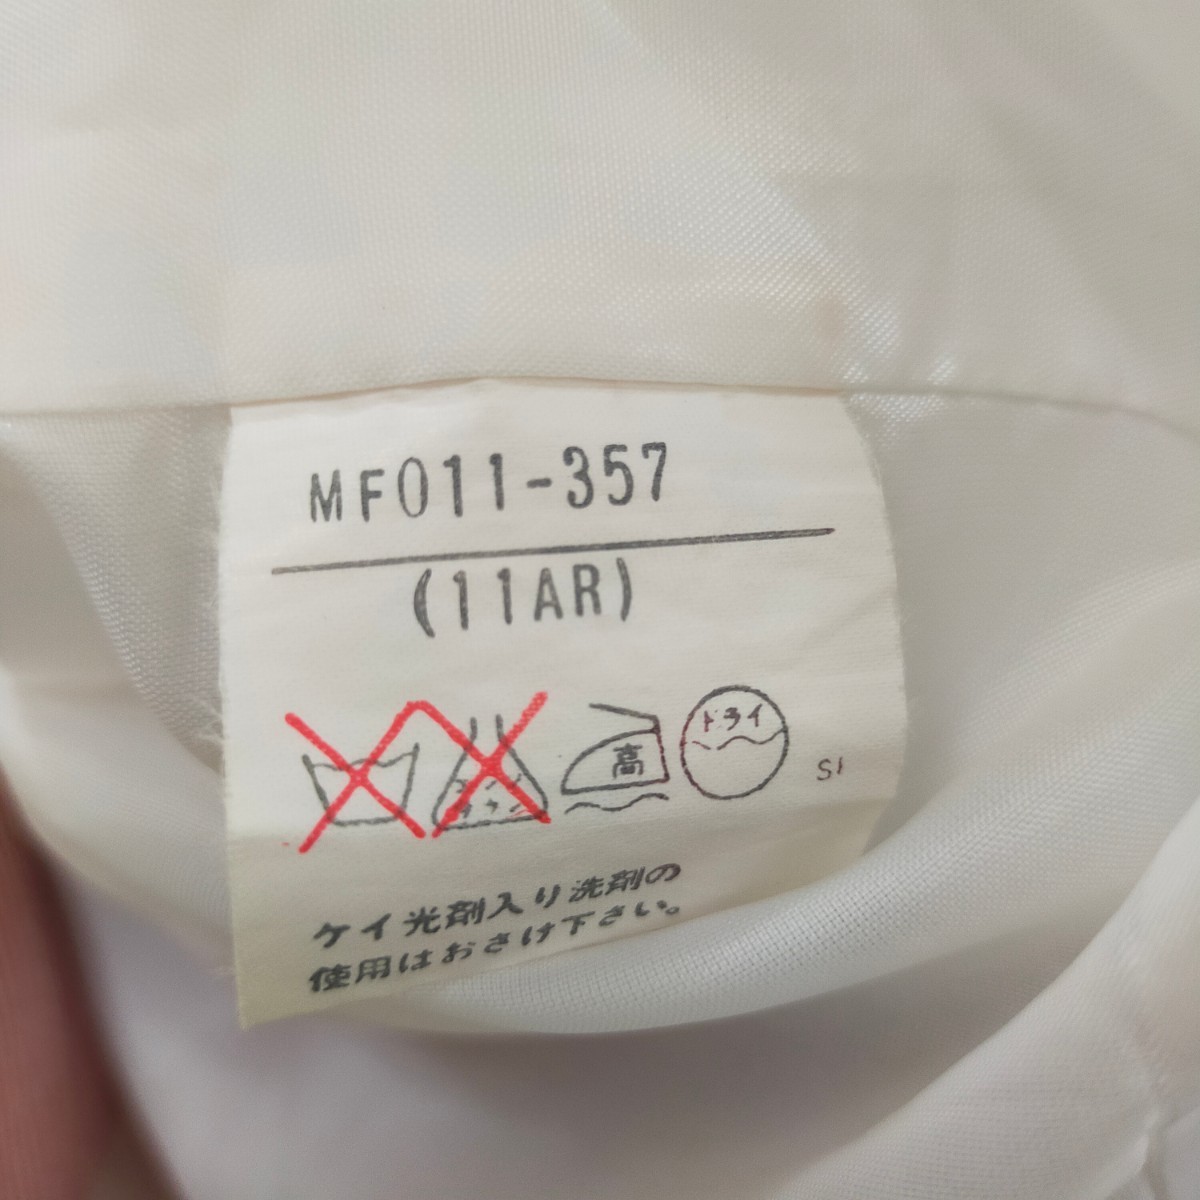 MF011-357
(11AR)
高 ドライ SI
ケイ光剤入り洗剤の
使用はおさけ下さい。